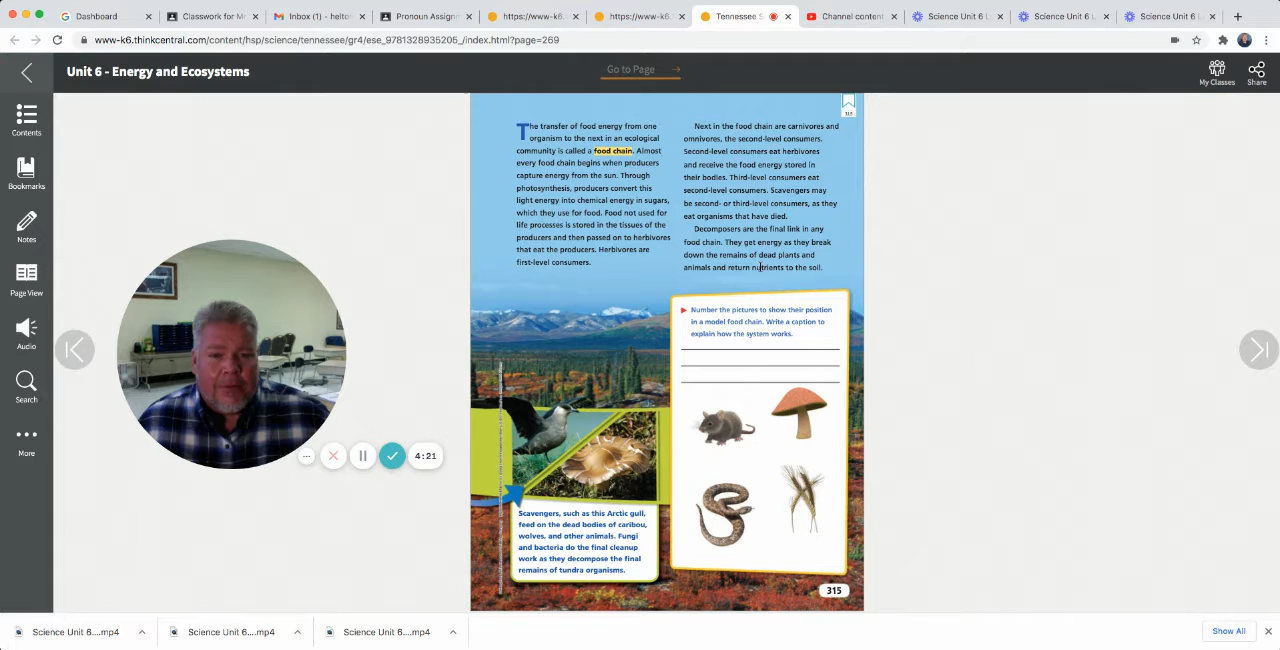 Dashboard
Classwork for M
Inbox (1) - helto
Pronoun Assign
https://www-k6.
https://www-k6.
Tennessee S
Channel content
Science Unit 6 L
Science Unit 6 L
Science Unit 6 L
www-k6.thinkcentral.com/content/hsp/science/tennessee/gr4/ese_9781328935205_/index.html?page=269
Unit 6 - Energy and Ecosystems
Go to Page
My Classes
Share
Contents
Bookmarks
Notes
Page View
Audio
Search
More
315
The transfer of food energy from one
organism to the next in an ecological
community is called a food chain. Almost
every food chain begins when producers
capture energy from the sun. Through
photosynthesis, producers convert this
light energy into chemical energy in sugars,
which they use for food. Food not used for
life processes is stored in the tissues of the
producers and then passed on to herbivores
that eat the producers. Herbivores are
first-level consumers.
Next in the food chain are carnivores and
omnivores, the second-level consumers.
Second-level consumers eat herbivores
and receive the food energy stored in
their bodies. Third-level consumers eat
second-level consumers. Scavengers may
be second- or third-level consumers, as they
eat organisms that have died.
Decomposers are the final link in any
food chain. They get energy as they break
down the remains of dead plants and
animals and return nutrients to the soil.
Number the pictures to show their position
in a model food chain. Write a caption to
explain how the system works.
Scavengers, such as this Arctic gull,
feed on the dead bodies of caribou,
wolves, and other animals. Fungi
and bacteria do the final cleanup
work as they decompose the final
remains of tundra organisms.
315
4:21
Science Unit 6....mp4
Science Unit 6....mp4
Science Unit 6....mp4
Show All